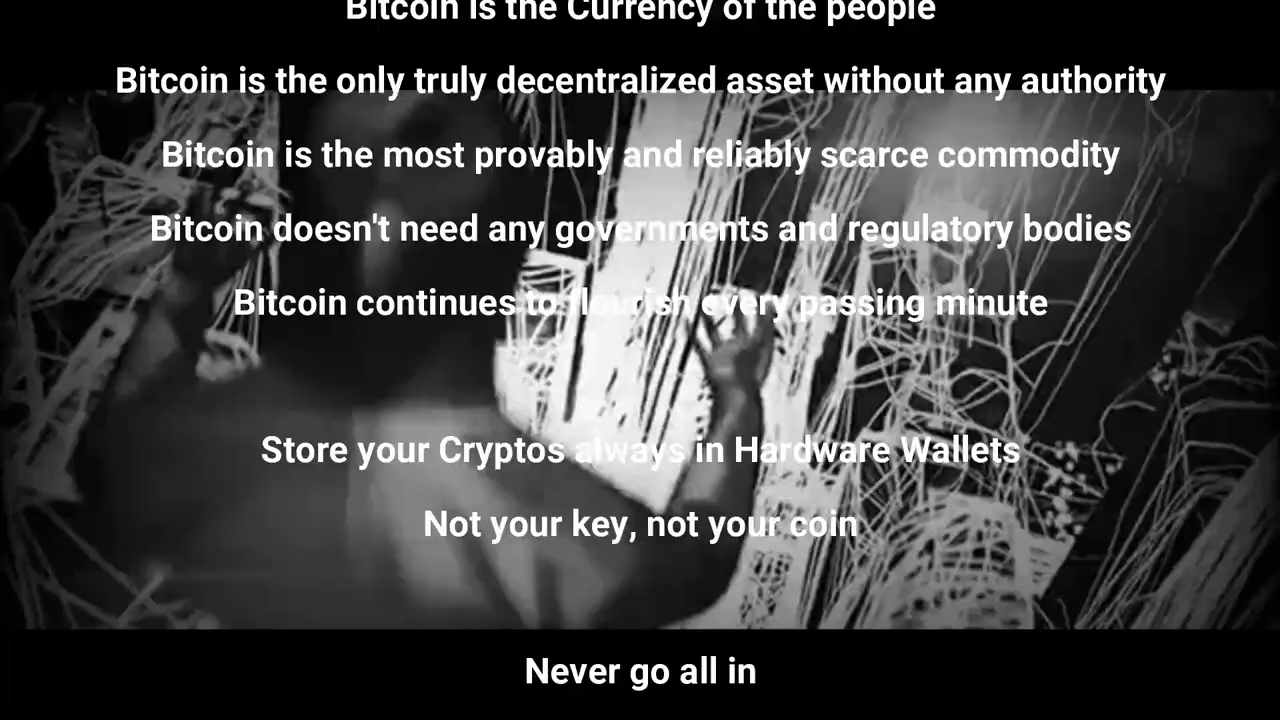 Bitcoin is the Currency of the people
Bitcoin is the only truly decentralized asset without any authority
Bitcoin is the most provably and reliably scarce commodity
Bitcoin doesn't need any governments and regulatory bodies
Bitcoin continues to flourish every passing minute
Store your Cryptos always in Hardware Wallets
Not your key, not your coin
Never go all in